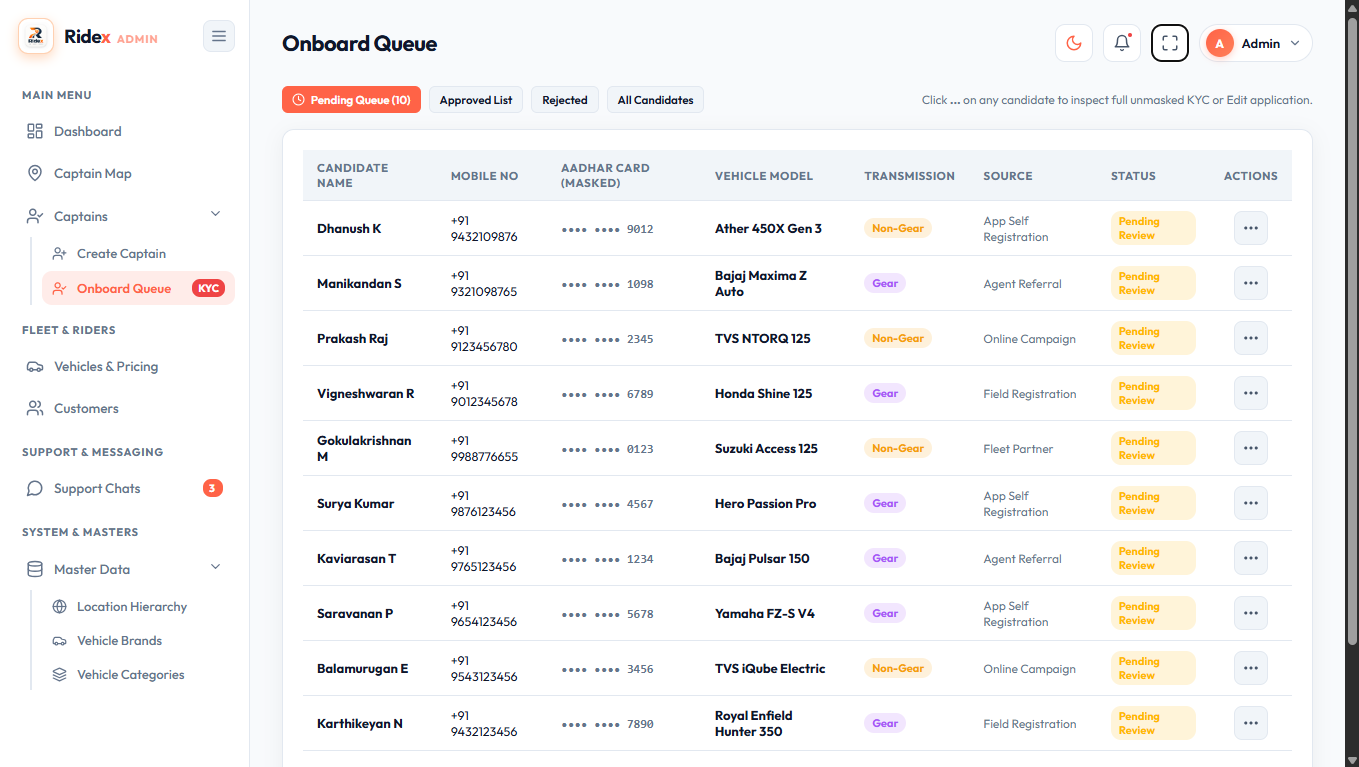 Ridex
Ridex ADMIN
Onboard Queue
A
Admin
MAIN MENU
Dashboard
Captain Map
Captains
Create Captain
Onboard Queue KYC
FLEET & RIDERS
Vehicles & Pricing
Customers
SUPPORT & MESSAGING
Support Chats 3
SYSTEM & MASTERS
Master Data
Location Hierarchy
Vehicle Brands
Vehicle Categories
Pending Queue (10) Approved List Rejected All Candidates
Click ... on any candidate to inspect full unmasked KYC or Edit application.
CANDIDATE NAME MOBILE NO AADHAR CARD (MASKED) VEHICLE MODEL TRANSMISSION SOURCE STATUS ACTIONS
Dhanush K +91 9432109876 •••• •••• 9012 Ather 450X Gen 3 Non-Gear App Self Registration Pending Review •••
Manikandan S +91 9321098765 •••• •••• 1098 Bajaj Maxima Z Auto Gear Agent Referral Pending Review •••
Prakash Raj +91 9123456780 •••• •••• 2345 TVS NTORQ 125 Non-Gear Online Campaign Pending Review •••
Vigneshwaran R +91 9012345678 •••• •••• 6789 Honda Shine 125 Gear Field Registration Pending Review •••
Gokulakrishnan M +91 9988776655 •••• •••• 0123 Suzuki Access 125 Non-Gear Fleet Partner Pending Review •••
Surya Kumar +91 9876123456 •••• •••• 4567 Hero Passion Pro Gear App Self Registration Pending Review •••
Kaviarasan T +91 9765123456 •••• •••• 1234 Bajaj Pulsar 150 Gear Agent Referral Pending Review •••
Saravanan P +91 9654123456 •••• •••• 5678 Yamaha FZ-S V4 Gear App Self Registration Pending Review •••
Balamurugan E +91 9543123456 •••• •••• 3456 TVS iQube Electric Non-Gear Online Campaign Pending Review •••
Karthikeyan N +91 9432123456 •••• •••• 7890 Royal Enfield Hunter 350 Gear Field Registration Pending Review •••